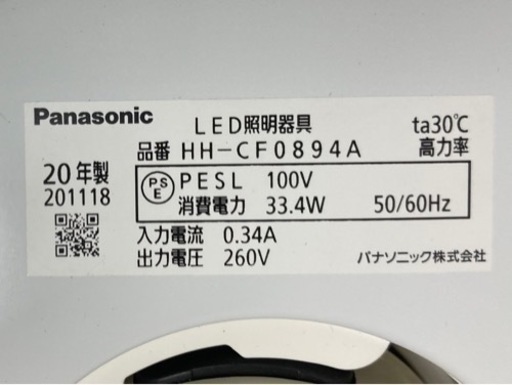 Panasonic
LED照明器具
ta30℃
品番 HH-CF0894A
高力率
20年製
201118
PSE PESL 100V
消費電力 33.4W 50/60Hz
入力電流 0.34A
出力電圧 260V
パナソニック株式会社